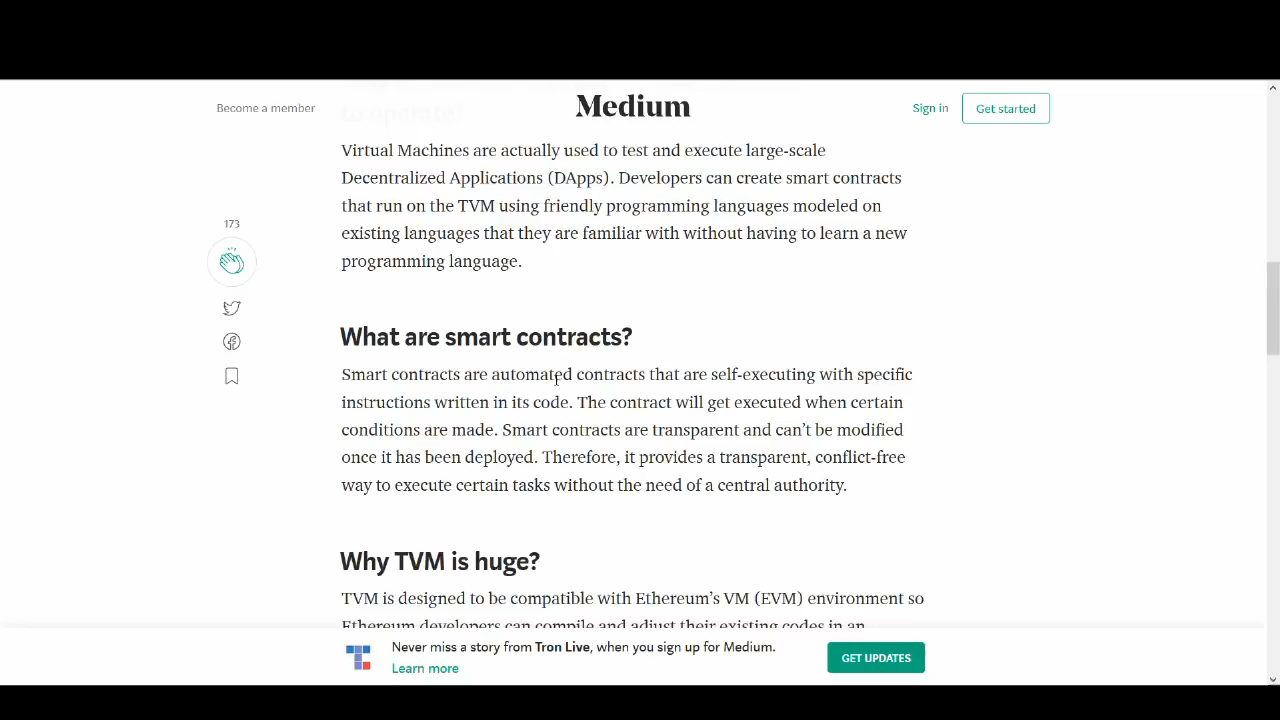 Become a member
Medium
Sign in
Get started
to operate?
Virtual Machines are actually used to test and execute large-scale
Decentralized Applications (DApps). Developers can create smart contracts
that run on the TVM using friendly programming languages modeled on
existing languages that they are familiar with without having to learn a new
programming language.
173
What are smart contracts?
Smart contracts are automated contracts that are self-executing with specific
instructions written in its code. The contract will get executed when certain
conditions are made. Smart contracts are transparent and can’t be modified
once it has been deployed. Therefore, it provides a transparent, conflict-free
way to execute certain tasks without the need of a central authority.
Why TVM is huge?
TVM is designed to be compatible with Ethereum’s VM (EVM) environment so
Ethereum developers can compile and adjust their existing codes in an
Never miss a story from Tron Live, when you sign up for Medium.
Learn more
GET UPDATES